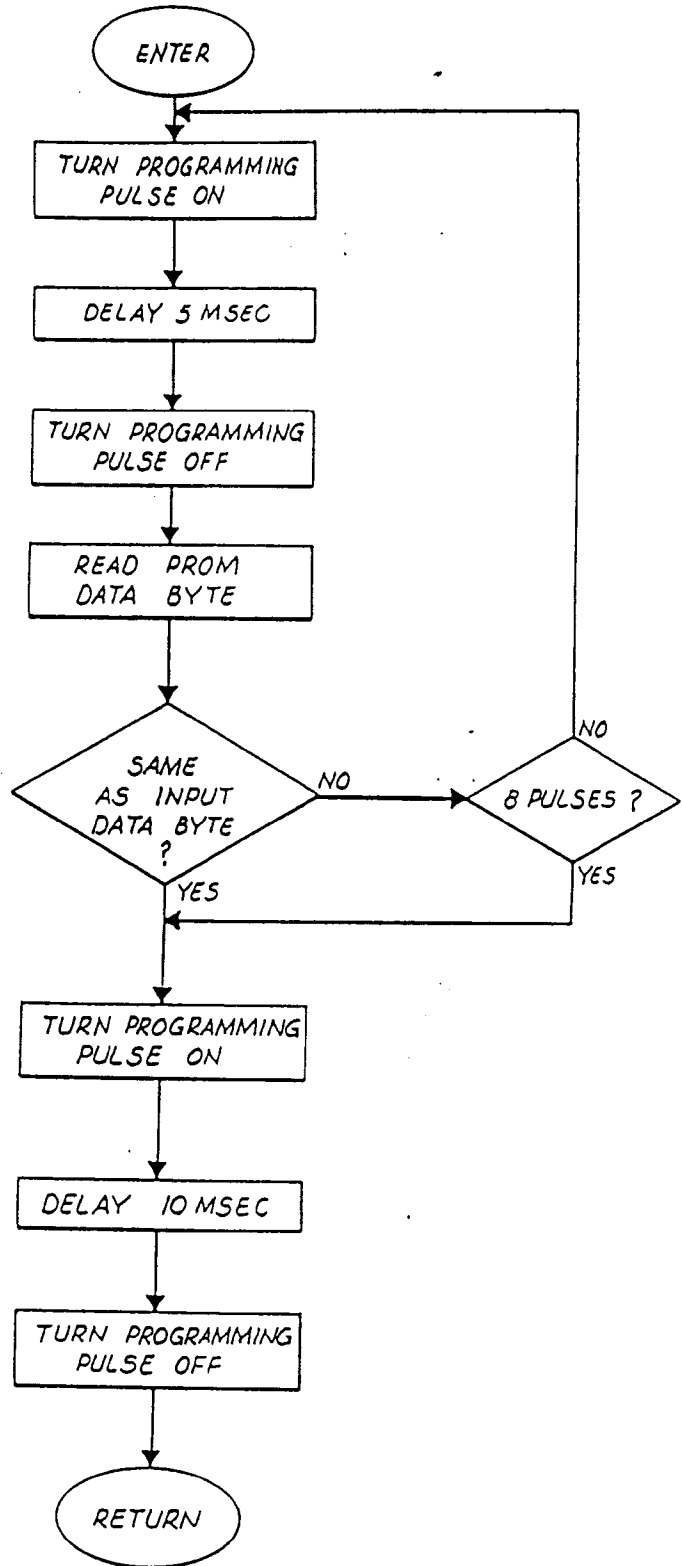 ENTER
TURN PROGRAMMING
PULSE ON
DELAY 5 MSEC
TURN PROGRAMMING
PULSE OFF
READ PROM
DATA BYTE
SAME
AS INPUT
DATA BYTE
?
NO
YES
8 PULSES ?
NO
YES
TURN PROGRAMMING
PULSE ON
DELAY 10 MSEC
TURN PROGRAMMING
PULSE OFF
RETURN